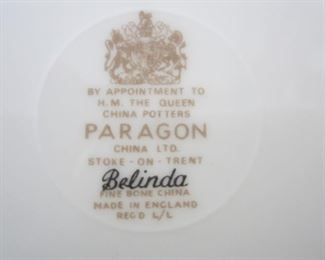 BY APPOINTMENT TO
H.M. THE QUEEN
CHINA POTTERS
PARAGON
CHINA LTD.
STOKE-ON-TRENT
Belinda
FINE BONE CHINA
MADE IN ENGLAND
REG'D L/L